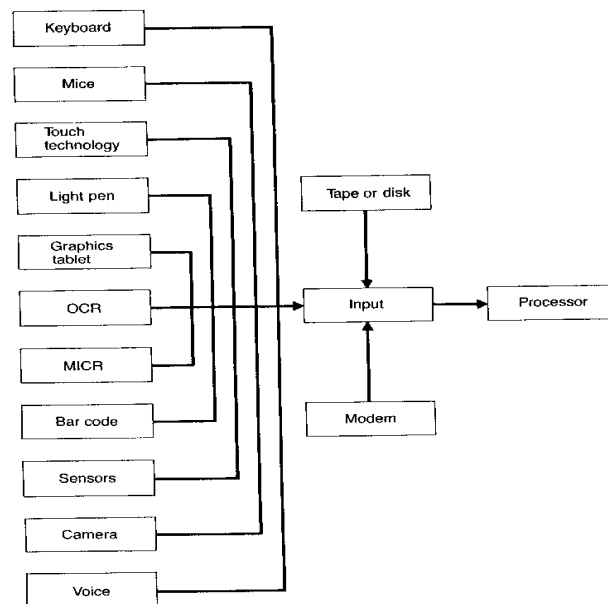 Keyboard
Mice
Touch
technology
Light pen
Graphics
tablet
OCR
MICR
Bar code
Sensors
Camera
Voice
Tape or disk
Input
Modem
Processor